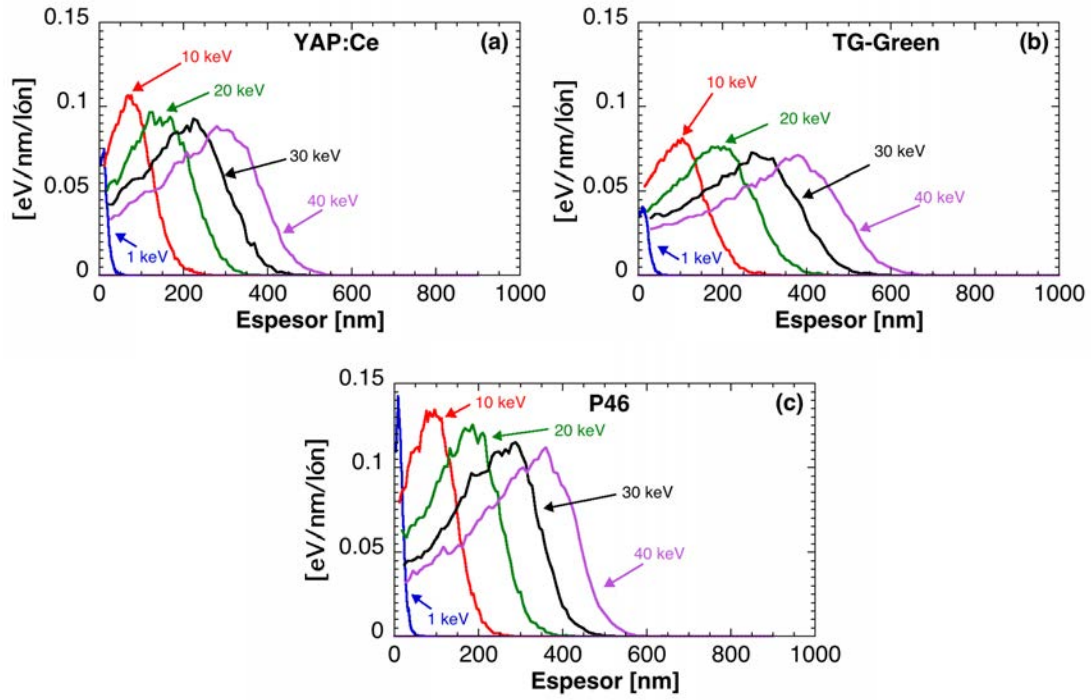 YAP:Ce
(a)
[eV/nm/Ión]
0.15
0.1
0.05
0
10 keV
20 keV
30 keV
40 keV
1 keV
0 200 400 600 800 1000
Espesor [nm]
TG-Green
(b)
[eV/nm/Ión]
0.15
0.1
0.05
0
10 keV
20 keV
30 keV
40 keV
1 keV
0 200 400 600 800 1000
Espesor [nm]
P46
(c)
[eV/nm/Ión]
0.15
0.1
0.05
0
10 keV
20 keV
30 keV
40 keV
1 keV
0 200 400 600 800 1000
Espesor [nm]